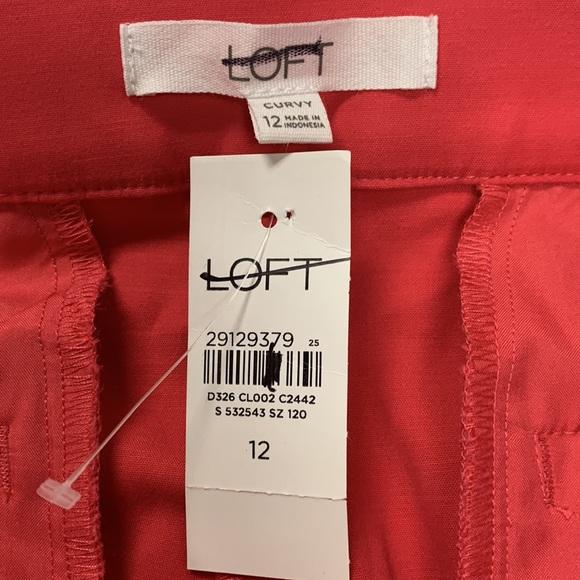 LOFT
CURVY
12 MADE IN INDONESIA
LOFT
29129379 25
D326 CL002 C2442
S 532543 SZ 120
12